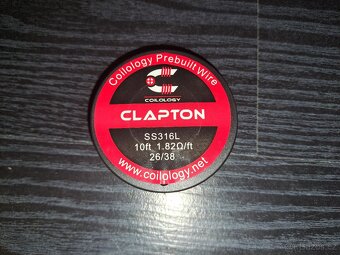 Coilology Prebuilt Wire
COILOLOGY
CLAPTON
SS316L
10ft 1.82Ω/ft
26/38
www.coilology.net